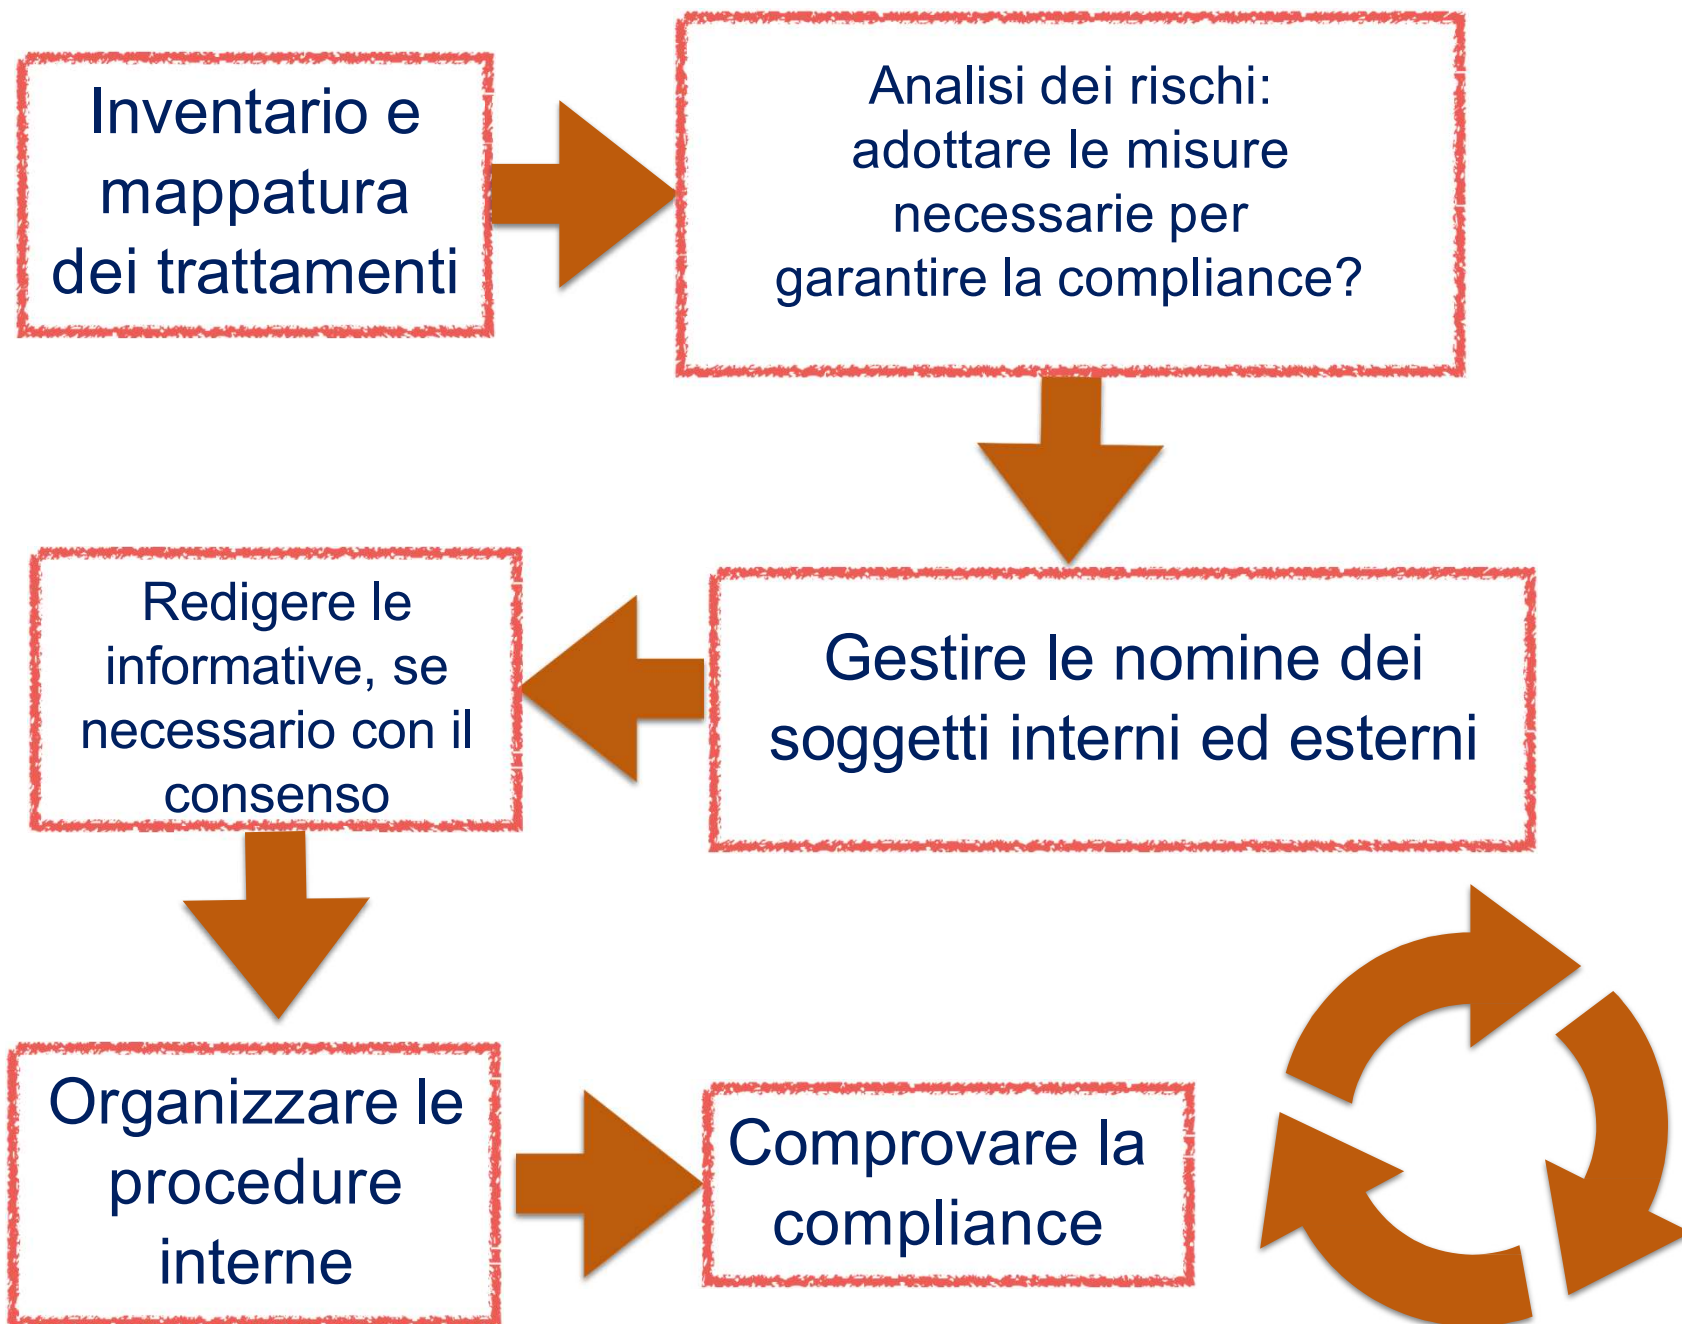 Inventario e
mappatura
dei trattamenti
Analisi dei rischi:
adottare le misure
necessarie per
garantire la compliance?
Gestire le nomine dei
soggetti interni ed esterni
Redigere le
informative, se
necessario con il
consenso
Organizzare le
procedure
interne
Comprovare la
compliance